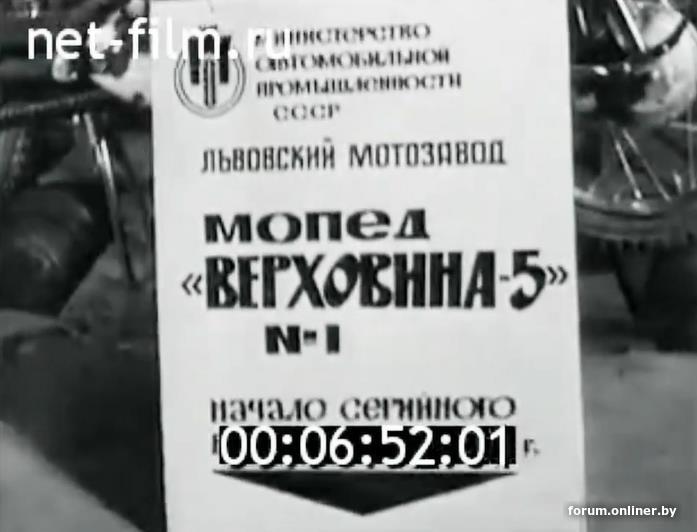 net-film.ru
МИНИСТЕРСТВО
АВТОМОБИЛЬНОЙ
ПРОМЫШЛЕННОСТИ
СССР
ЛЬВОВСКИЙ МОТОЗАВОД
МОПЕД
«ВЕРХОВИНА-5»
N-1
НАЧАЛО СЕРИЙНОГО
00:06:52:01 г.
forum.onliner.by